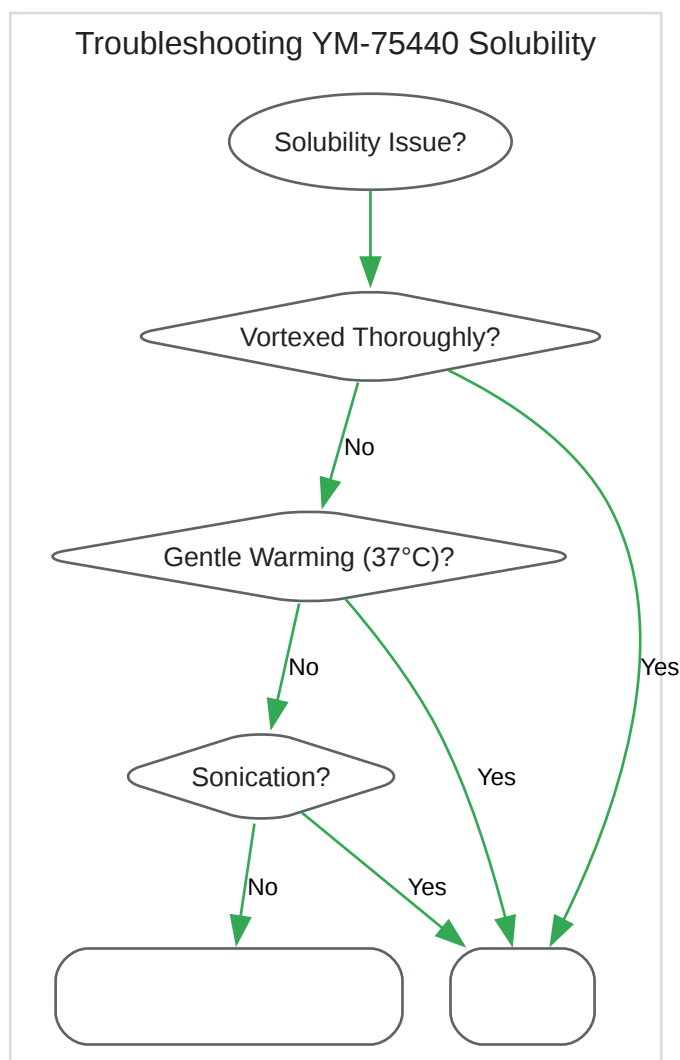 Troubleshooting YM-75440 Solubility
Solubility Issue?
Vortexed Thoroughly?
No
Gentle Warming (37°C)?
No
Yes
Sonication?
Yes
No
Yes